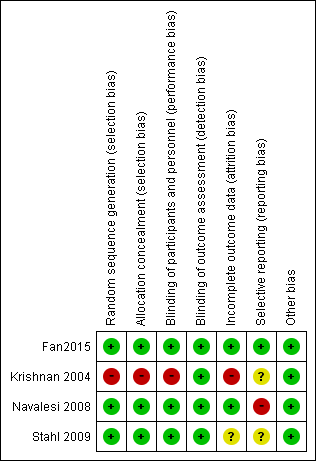 Random sequence generation (selection bias)
Allocation concealment (selection bias)
Blinding of participants and personnel (performance bias)
Blinding of outcome assessment (detection bias)
Incomplete outcome data (attrition bias)
Selective reporting (reporting bias)
Other bias
Fan2015 + + + + + + +
Krishnan 2004 - - - + - ? +
Navalesi 2008 + + + + + - +
Stahl 2009 + + + + ? ? +